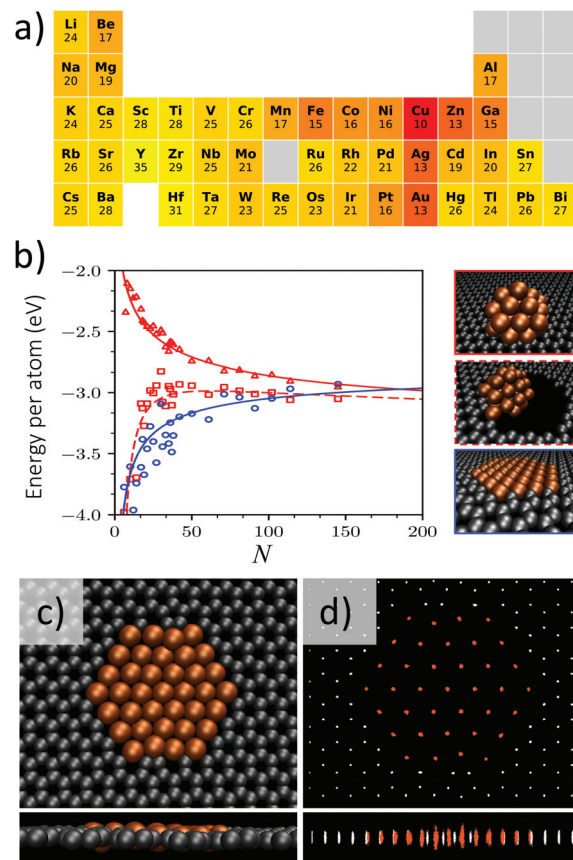 a)
Li Be
24 17
Na Mg Al
20 19 17
K Ca Sc Ti V Cr Mn Fe Co Ni Cu Zn Ga
24 25 28 28 25 26 17 15 16 16 10 13 15
Rb Sr Y Zr Nb Mo Ru Rh Pd Ag Cd In Sn
26 26 35 29 25 21 26 22 21 13 19 20 27
Cs Ba Hf Ta W Re Os Ir Pt Au Hg Tl Pb Bi
25 28 31 27 23 25 23 21 16 13 26 24 26 27
b)
Energy per atom (eV)
−2.0
−2.5
−3.0
−3.5
−4.0
0 50 100 150 200
N
c) d)